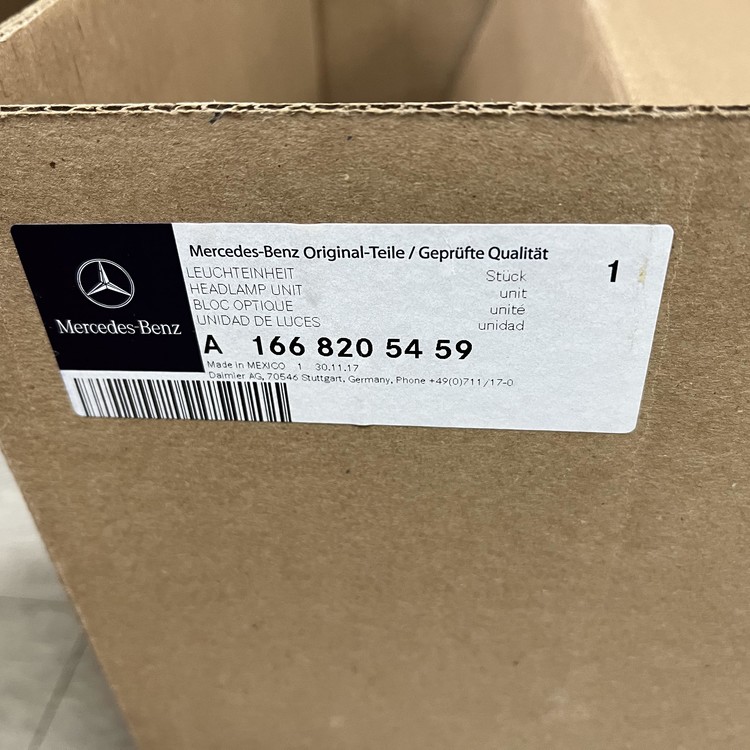 Mercedes-Benz
Mercedes-Benz Original-Teile / Geprüfte Qualität
LEUCHTEINHEIT Stück 1
HEADLAMP UNIT unit
BLOC OPTIQUE unité
UNIDAD DE LUCES unidad
A 166 820 54 59
Made in MEXICO 1 30.11.17
Daimler AG, 70546 Stuttgart, Germany, Phone +49(0)711/17-0